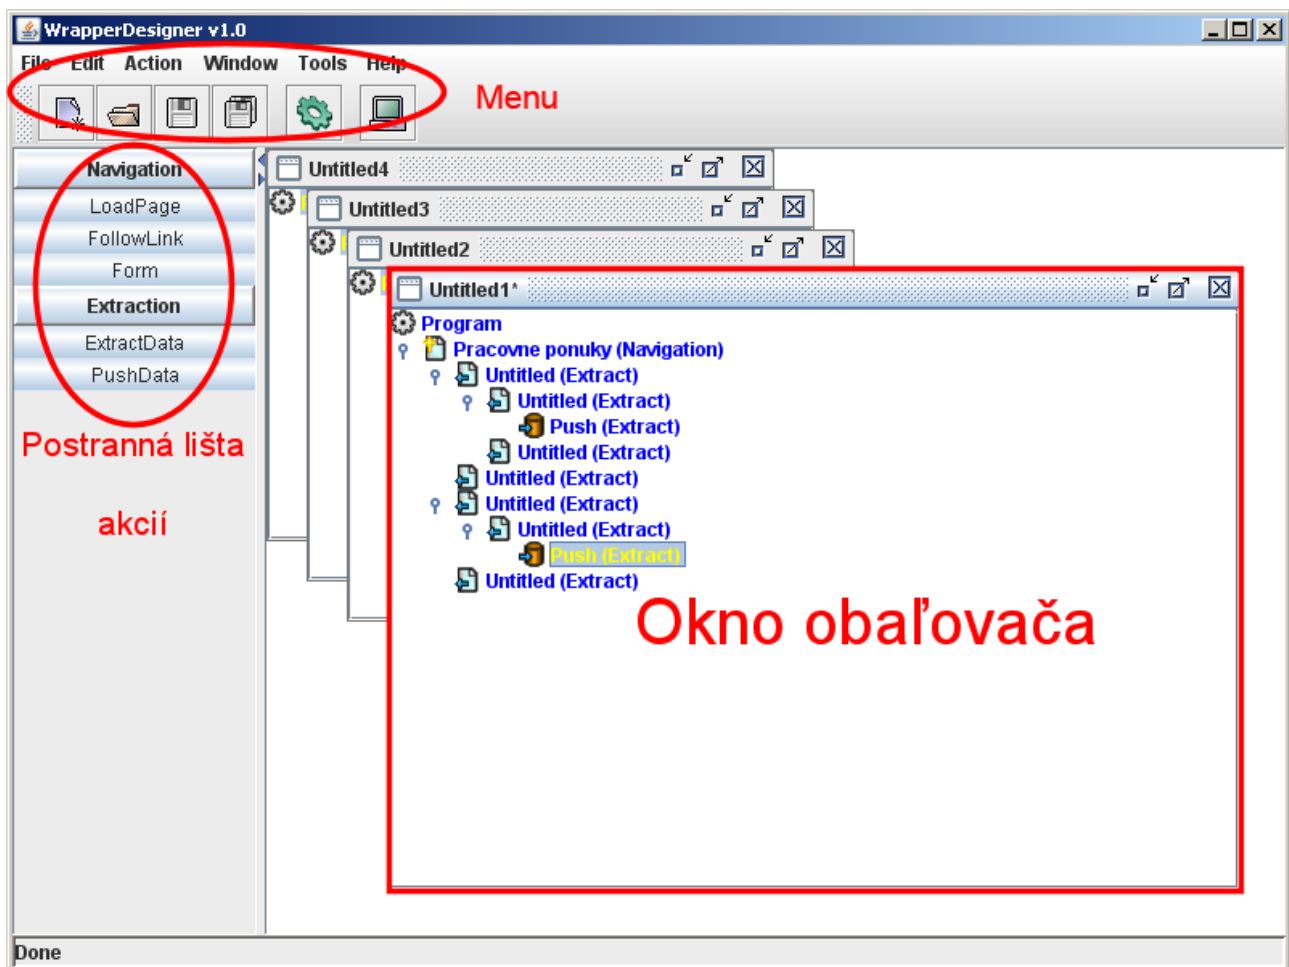 WrapperDesigner v1.0
File Edit Action Window Tools Help
Menu
Navigation
LoadPage
FollowLink
Form
Extraction
ExtractData
PushData
Postranná lišta
akcií
Untitled4
Untitled3
Untitled2
Untitled1*
Program
Pracovne ponuky (Navigation)
Untitled (Extract)
Untitled (Extract)
Push (Extract)
Untitled (Extract)
Untitled (Extract)
Untitled (Extract)
Untitled (Extract)
Push (Extract)
Untitled (Extract)
Okno obaľovača
Done